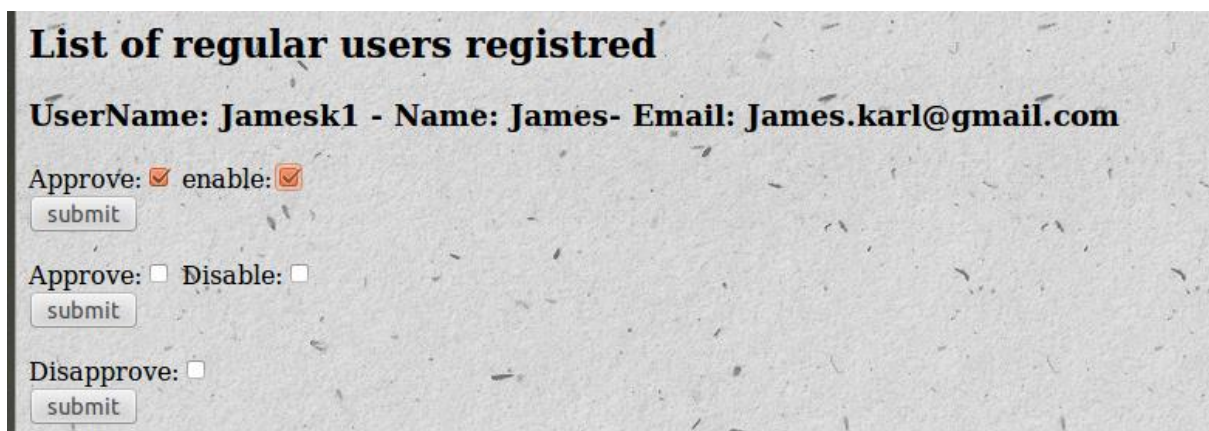 List of regular users registred
UserName: Jamesk1 - Name: James- Email: James.karl@gmail.com
Approve: enable:
submit
Approve: Disable:
submit
Disapprove:
submit